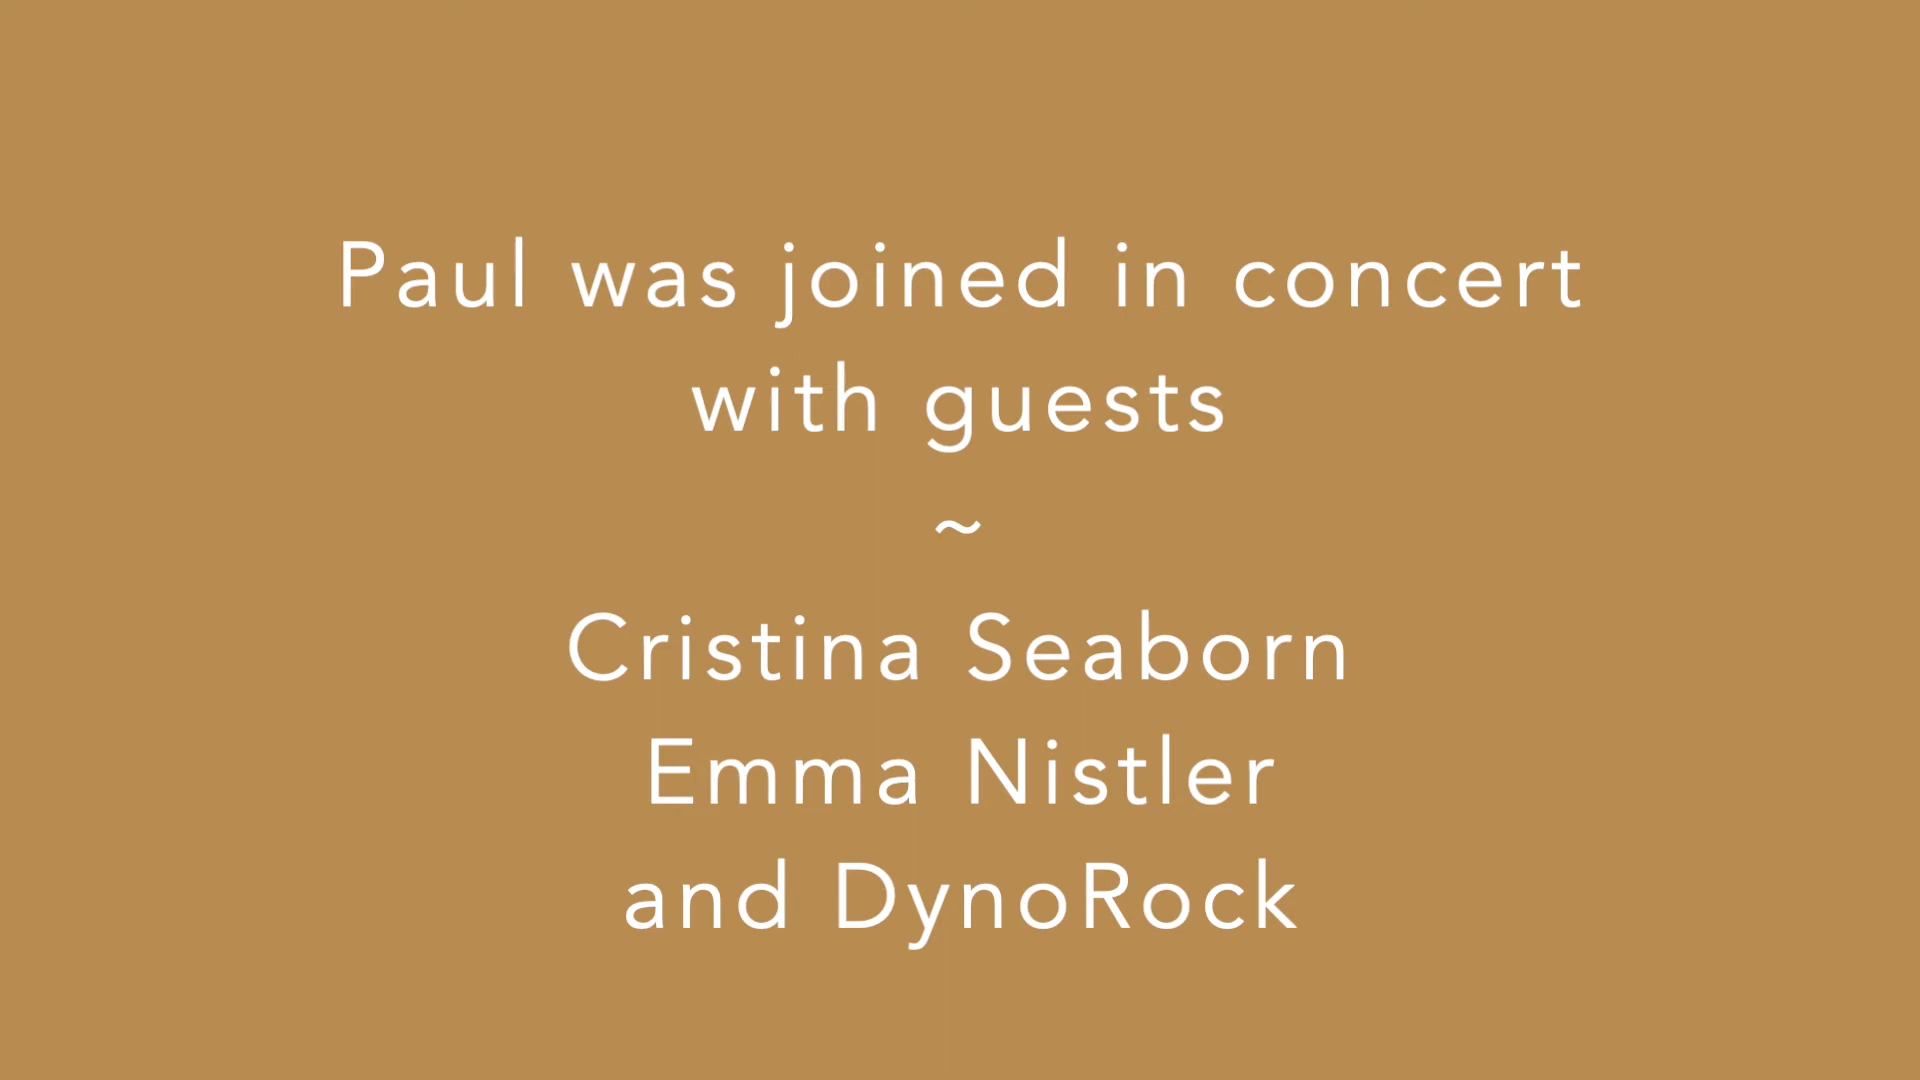 Paul was joined in concert
with guests
~
Cristina Seaborn
Emma Nistler
and DynoRock